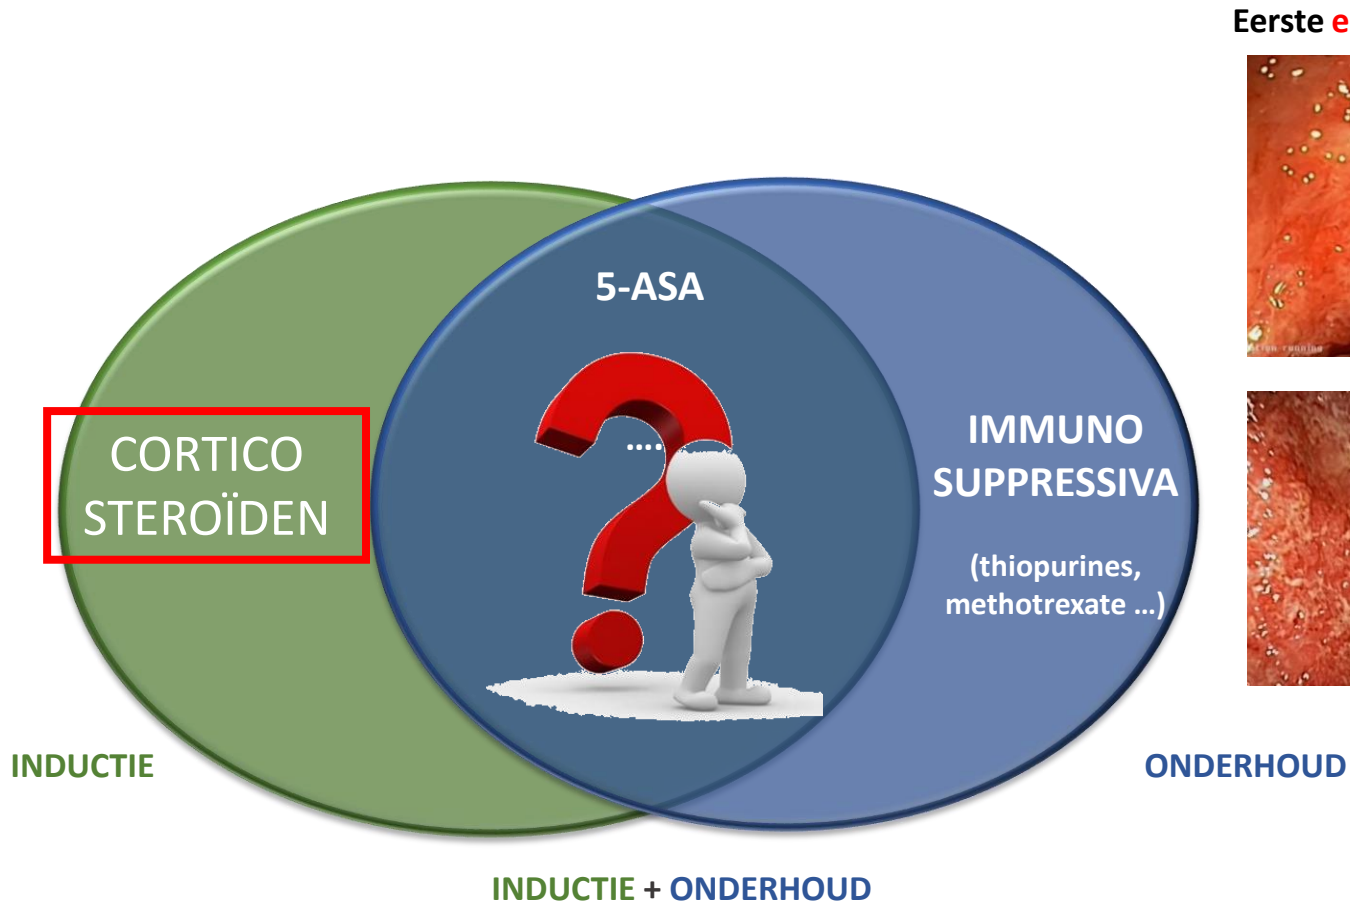 Eerste e
5-ASA
....
CORTICO
STEROÏDEN
IMMUNO
SUPPRESSIVA
(thiopurines,
methotrexate ...)
INDUCTIE
ONDERHOUD
INDUCTIE + ONDERHOUD